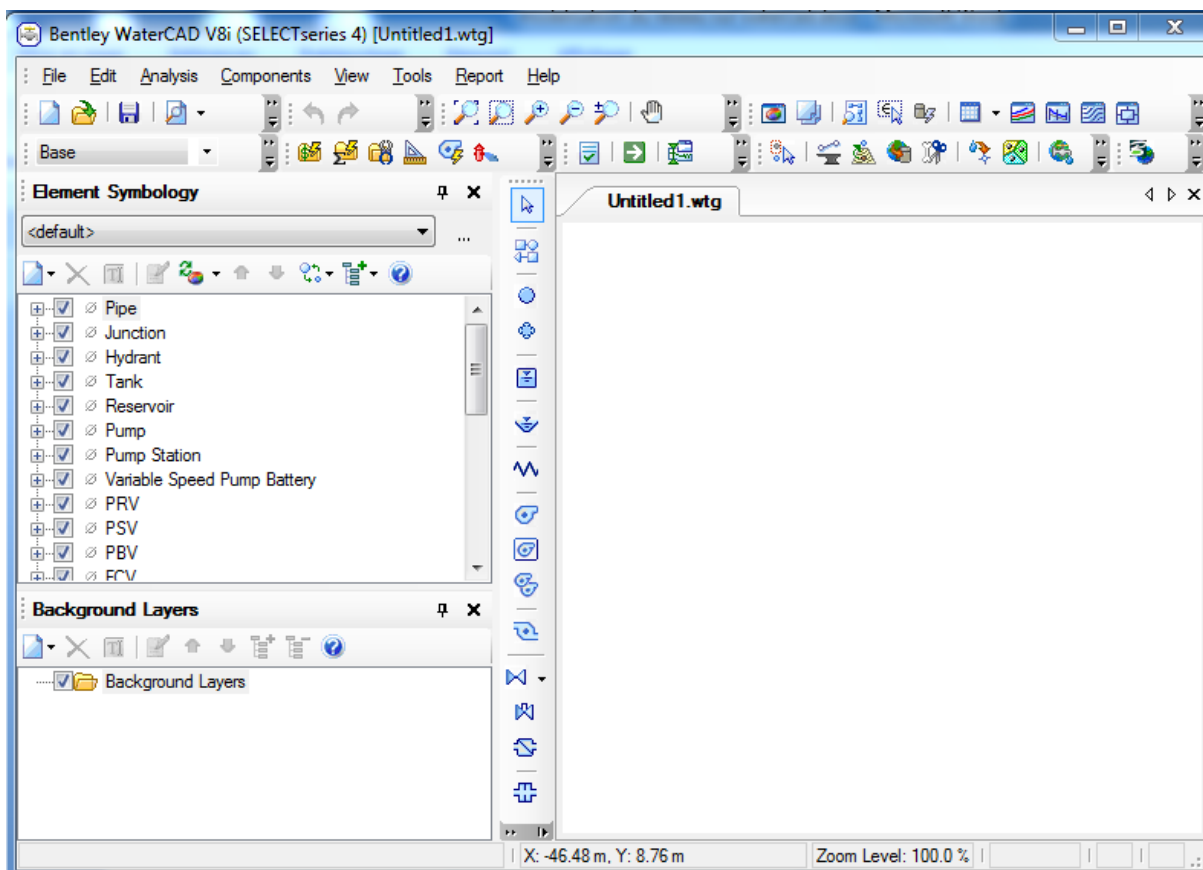 Bentley WaterCAD V8i (SELECTseries 4) [Untitled1.wtg]
File Edit Analysis Components View Tools Report Help
Base
Element Symbology
Untitled1.wtg
<default>
...
Pipe
Junction
Hydrant
Tank
Reservoir
Pump
Pump Station
Variable Speed Pump Battery
PRV
PSV
PBV
FCV
Background Layers
Background Layers
X: -46.48 m, Y: 8.76 m Zoom Level: 100.0 %